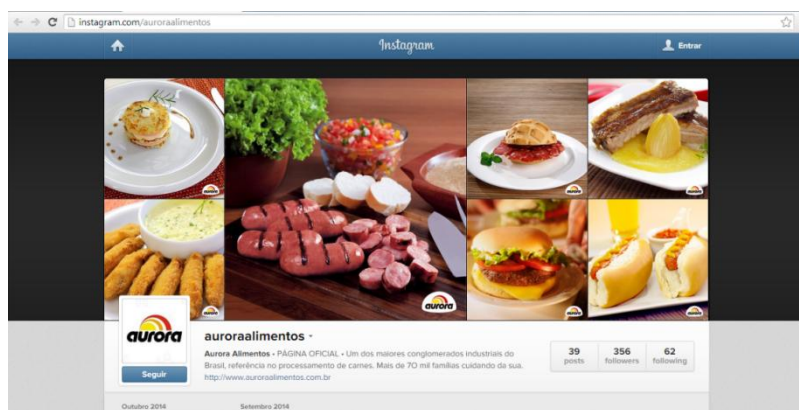 instagram.com/auroraalimentos
Instagram
Entrar
aurora
aurora
aurora
aurora
aurora
aurora
aurora
aurora
auroraalimentos
Aurora Alimentos • PÁGINA OFICIAL • Um dos maiores conglomerados industriais do
Brasil, referência no processamento de carnes. Mais de 70 mil famílias cuidando da sua.
http://www.auroraalimentos.com.br
Seguir
39 posts
356 followers
62 following
Outubro 2014
Setembro 2014